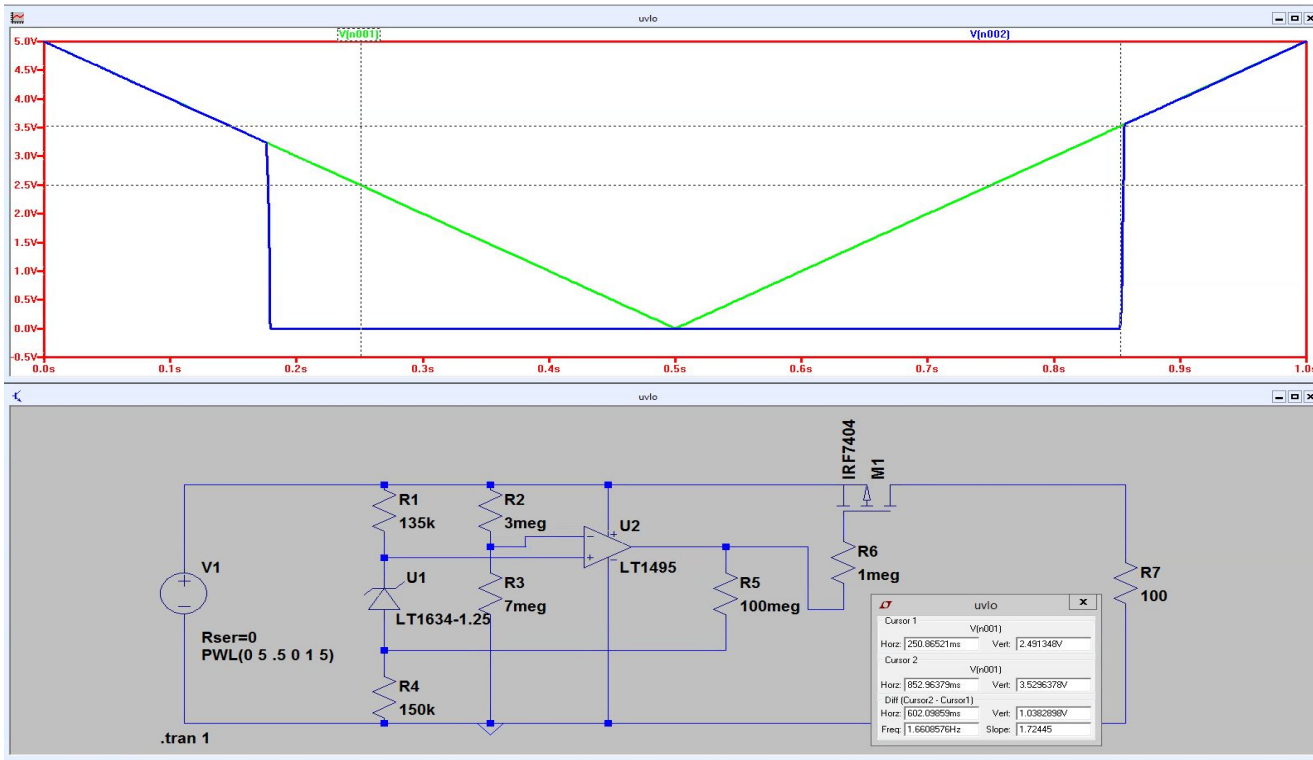 uvlo
V(n001) V(n002)
5.0V
4.5V
4.0V
3.5V
3.0V
2.5V
2.0V
1.5V
1.0V
0.5V
0.0V
-0.5V
0.0s 0.1s 0.2s 0.3s 0.4s 0.5s 0.6s 0.7s 0.8s 0.9s 1.0s
uvlo
IRF7404
M1
R1
135k
R2
3meg
U2
LT1495
V1
U1
LT1634-1.25
R3
7meg
R5
100meg
R6
1meg
R7
100
Rser=0
PWL(0 5 .5 0 1 5)
R4
150k
.tran 1
uvlo
x
Cursor 1
V(n001)
Horz: 250.86521ms Vert: 2.491348V
Cursor 2
V(n001)
Horz: 852.96379ms Vert: 3.5296378V
Diff (Cursor2 - Cursor1)
Horz: 602.09859ms Vert: 1.0382898V
Freq: 1.6608576Hz Slope: 1.72445